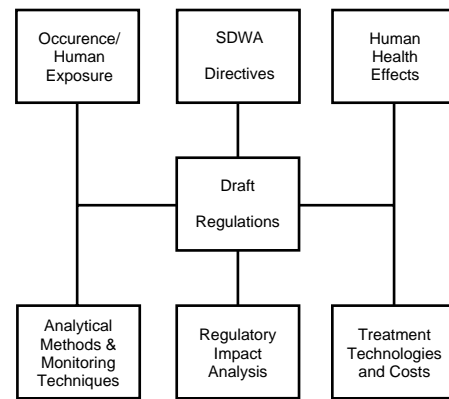 Occurence/
Human
Exposure
SDWA
Directives
Human
Health
Effects
Draft
Regulations
Analytical
Methods &
Monitoring
Techniques
Regulatory
Impact
Analysis
Treatment
Technologies
and Costs